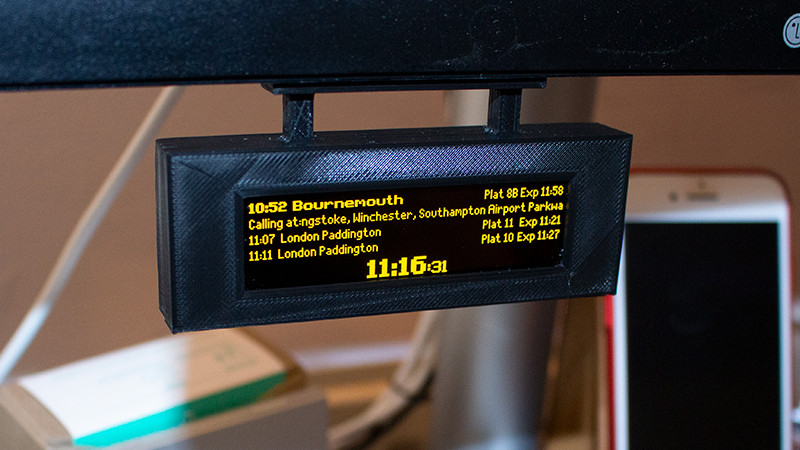 10:52 Bournemouth Plat 8B Exp 11:58
Calling at:ngstoke, Winchester, Southampton Airport Parkwa
11:07 London Paddington Plat 11 Exp 11:21
11:11 London Paddington Plat 10 Exp 11:27
11:16:31